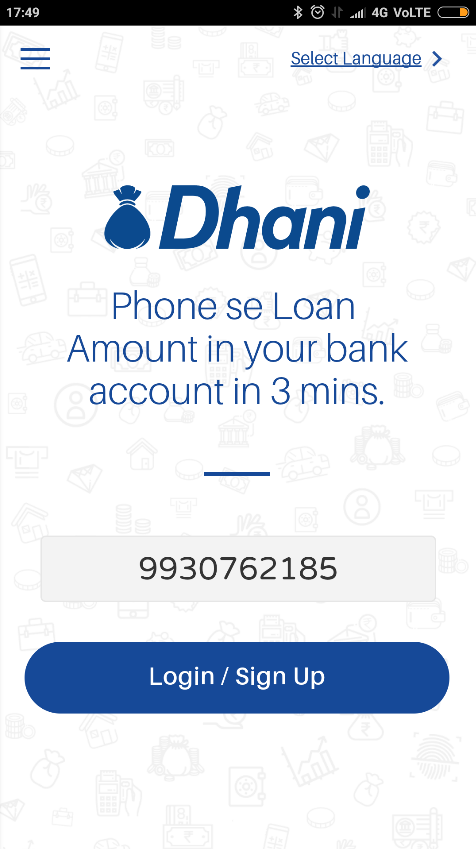 17:49 4G VoLTE
Select Language
Dhani
Phone se Loan
Amount in your bank
account in 3 mins.
9930762185
Login / Sign Up